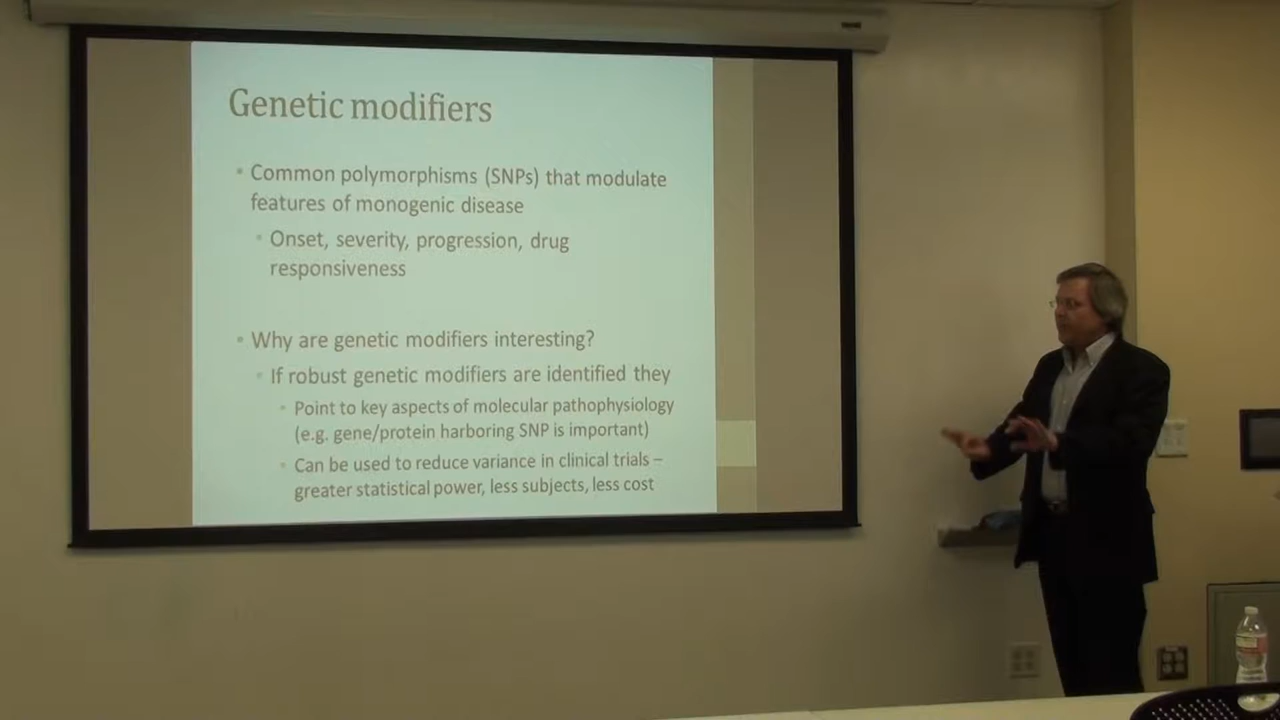 Genetic modifiers
• Common polymorphisms (SNPs) that modulate
features of monogenic disease
• Onset, severity, progression, drug
responsiveness
• Why are genetic modifiers interesting?
• If robust genetic modifiers are identified they
• Point to key aspects of molecular pathophysiology
(e.g. gene/protein harboring SNP is important)
• Can be used to reduce variance in clinical trials –
greater statistical power, less subjects, less cost